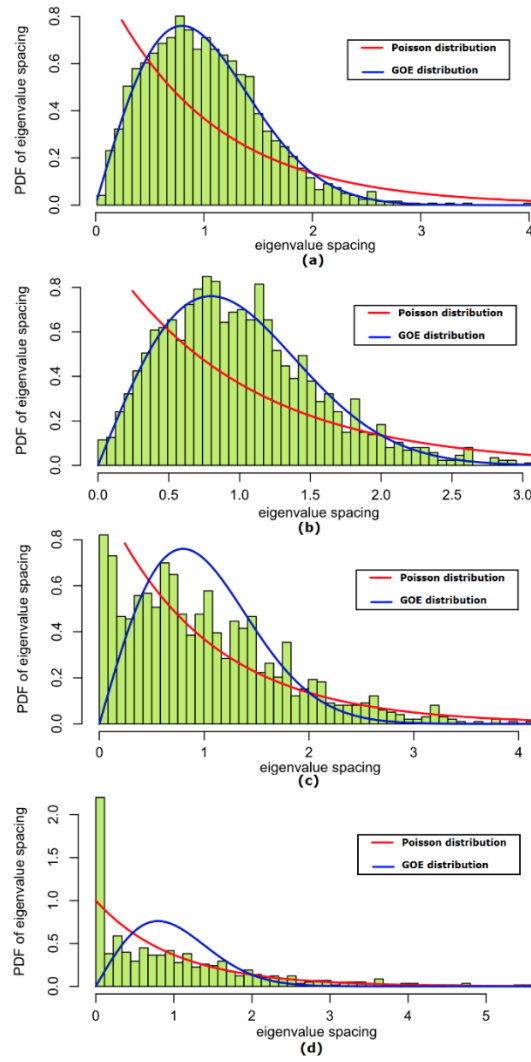 PDF of eigenvalue spacing
0.8
0.6
0.4
0.2
0.0
Poisson distribution
GOE distribution
0 1 2 3 4
eigenvalue spacing
(a)
PDF of eigenvalue spacing
0.8
0.6
0.4
0.2
0.0
Poisson distribution
GOE distribution
0.0 0.5 1.0 1.5 2.0 2.5 3.0
eigenvalue spacing
(b)
PDF of eigenvalue spacing
0.8
0.6
0.4
0.2
0.0
Poisson distribution
GOE distribution
0 1 2 3 4
eigenvalue spacing
(c)
PDF of eigenvalue spacing
2.0
1.5
1.0
0.5
0.0
Poisson distribution
GOE distribution
0 1 2 3 4 5
eigenvalue spacing
(d)